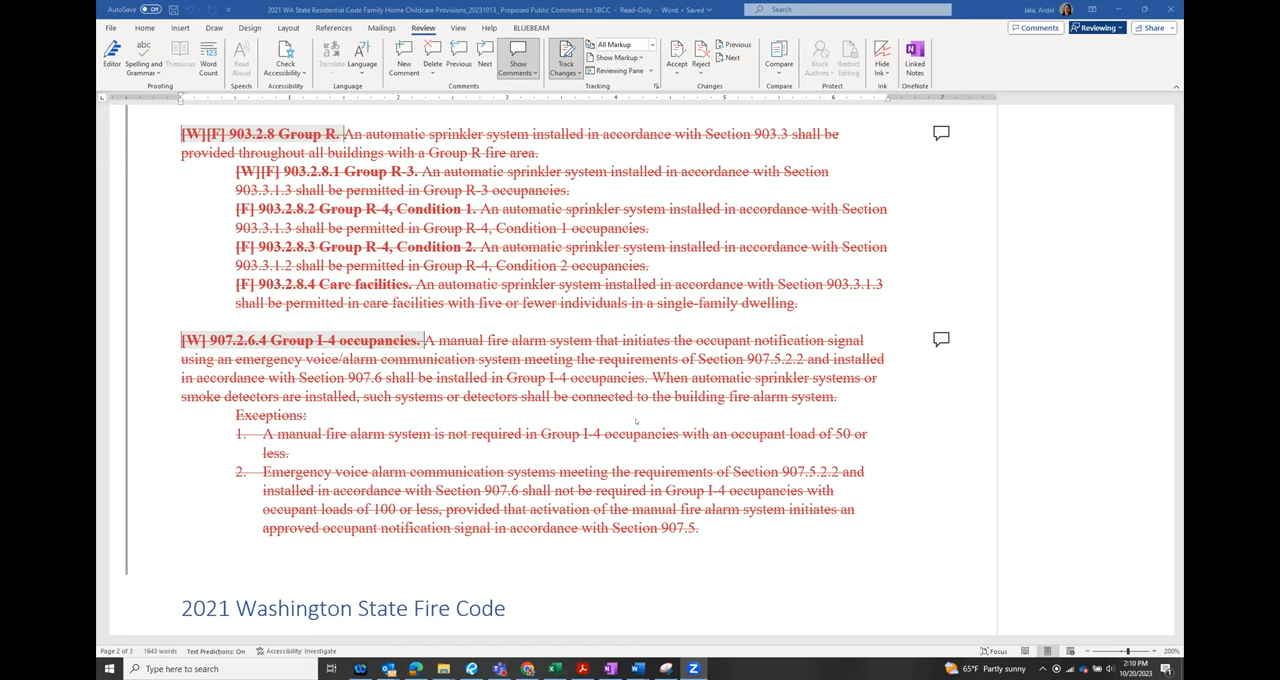 AutoSave Off 2021 WA State Residential Code Family Home Childcare Provisions_20231013_ Proposed Public Comments to SBCC - Read-Only - Word • Saved Search Jala, Ardel
File Home Insert Draw Design Layout References Mailings Review View Help BLUEBEAM Comments Reviewing Share
Editor Spelling and Grammar Thesaurus Word Count Read Aloud Check Accessibility Translate Language New Comment Delete Previous Next Show Comments Track Changes All Markup Show Markup Reviewing Pane Accept Reject Previous Next Compare Block Authors Restrict Editing Hide Ink Linked Notes
Proofing Speech Accessibility Language Comments Tracking Changes Compare Protect Ink OneNote
1 2 3 4 5 6 7
[W][F] 903.2.8 Group R. An automatic sprinkler system installed in accordance with Section 903.3 shall be
provided throughout all buildings with a Group R fire area.
[W][F] 903.2.8.1 Group R-3. An automatic sprinkler system installed in accordance with Section
903.3.1.3 shall be permitted in Group R-3 occupancies.
[F] 903.2.8.2 Group R-4, Condition 1. An automatic sprinkler system installed in accordance with Section
903.3.1.3 shall be permitted in Group R-4, Condition 1 occupancies.
[F] 903.2.8.3 Group R-4, Condition 2. An automatic sprinkler system installed in accordance with Section
903.3.1.2 shall be permitted in Group R-4, Condition 2 occupancies.
[F] 903.2.8.4 Care facilities. An automatic sprinkler system installed in accordance with Section 903.3.1.3
shall be permitted in care facilities with five or fewer individuals in a single-family dwelling.
[W] 907.2.6.4 Group I-4 occupancies. A manual fire alarm system that initiates the occupant notification signal
using an emergency voice/alarm communication system meeting the requirements of Section 907.5.2.2 and installed
in accordance with Section 907.6 shall be installed in Group I-4 occupancies. When automatic sprinkler systems or
smoke detectors are installed, such systems or detectors shall be connected to the building fire alarm system.
Exceptions:
1. A manual fire alarm system is not required in Group I-4 occupancies with an occupant load of 50 or
less.
2. Emergency voice alarm communication systems meeting the requirements of Section 907.5.2.2 and
installed in accordance with Section 907.6 shall not be required in Group I-4 occupancies with
occupant loads of 100 or less, provided that activation of the manual fire alarm system initiates an
approved occupant notification signal in accordance with Section 907.5.
2021 Washington State Fire Code
Page 2 of 3 1643 words Text Predictions: On Accessibility: Investigate Focus 200%
Type here to search 65°F Partly sunny 2:10 PM
10/20/2023